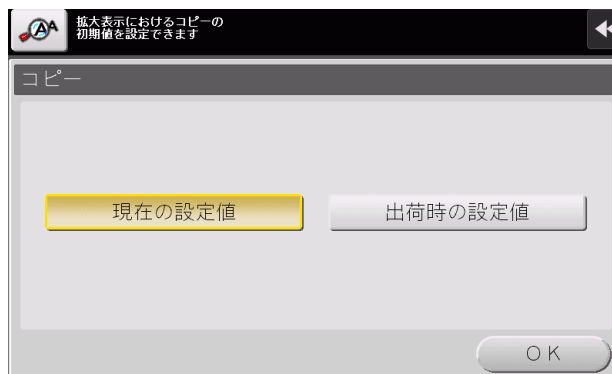 拡大表示におけるコピーの
初期値を設定できます
コピー
現在の設定値
出荷時の設定値
OK